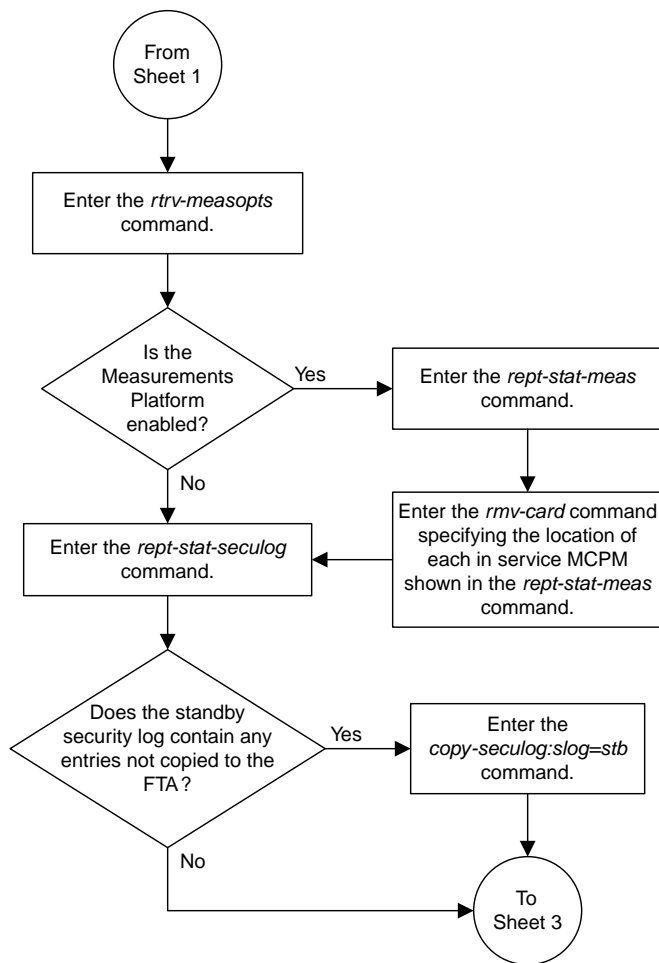 From
Sheet 1
Enter the rtrv-measopts
command.
Is the
Measurements
Platform
enabled?
Yes
Enter the rept-stat-meas
command.
No
Enter the rmv-card command
specifying the location of
each in service MCPM
shown in the rept-stat-meas
command.
Enter the rept-stat-seculog
command.
Does the standby
security log contain any
entries not copied to the
FTA?
Yes
Enter the
copy-seculog:slog=stb
command.
No
To
Sheet 3